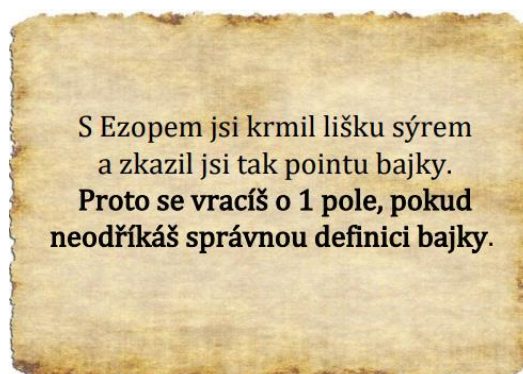 S Ezopem jsi krmil lišku sýrem
a zkazil jsi tak pointu bajky.
Proto se vracíš o 1 pole, pokud
neodříkáš správnou definici bajky.